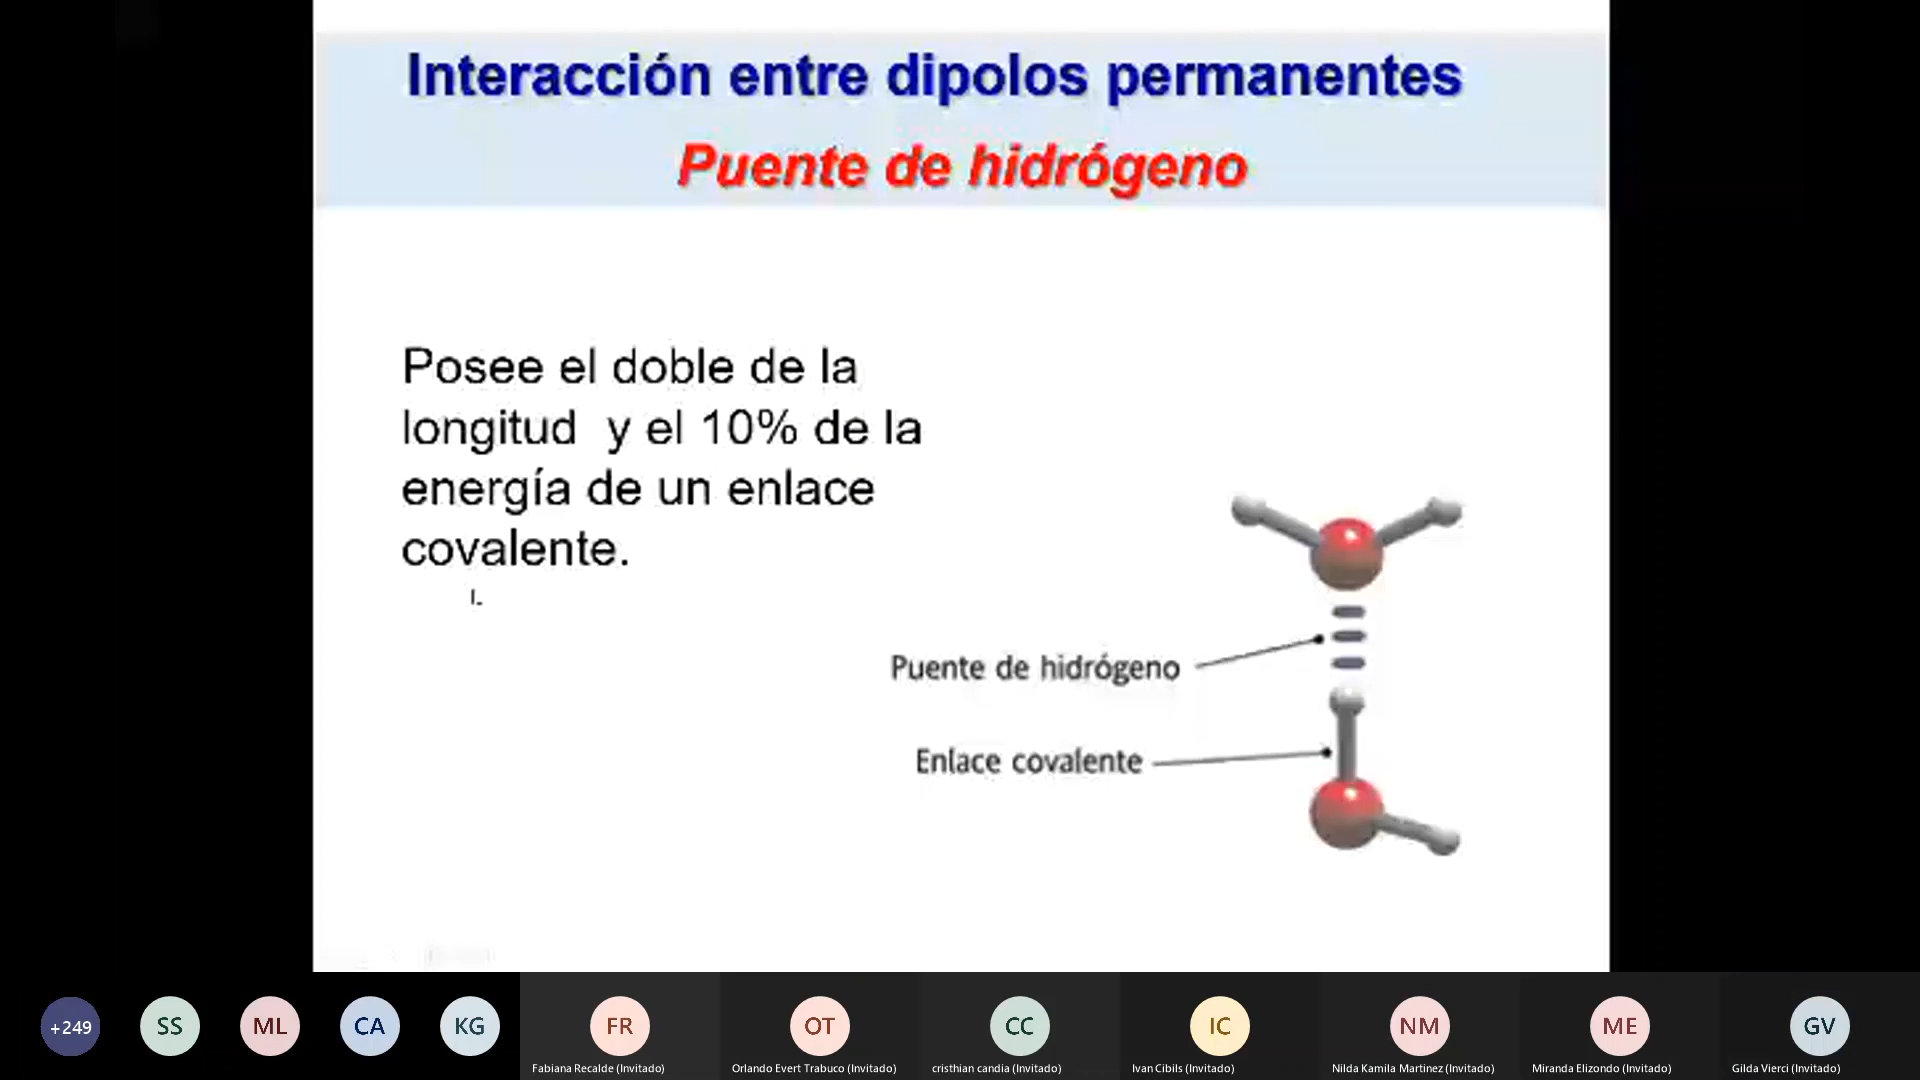 Interacción entre dipolos permanentes
Puente de hidrógeno
Posee el doble de la
longitud y el 10% de la
energía de un enlace
covalente.
Puente de hidrógeno
Enlace covalente
+249
SS
ML
CA
KG
FR
OT
CC
IC
NM
ME
GV
Fabiana Recalde (Invitado)
Orlando Evert Trabuco (Invitado)
cristhian candia (Invitado)
Ivan Cibils (Invitado)
Nilda Kamila Martinez (Invitado)
Miranda Elizondo (Invitado)
Gilda Vierci (Invitado)